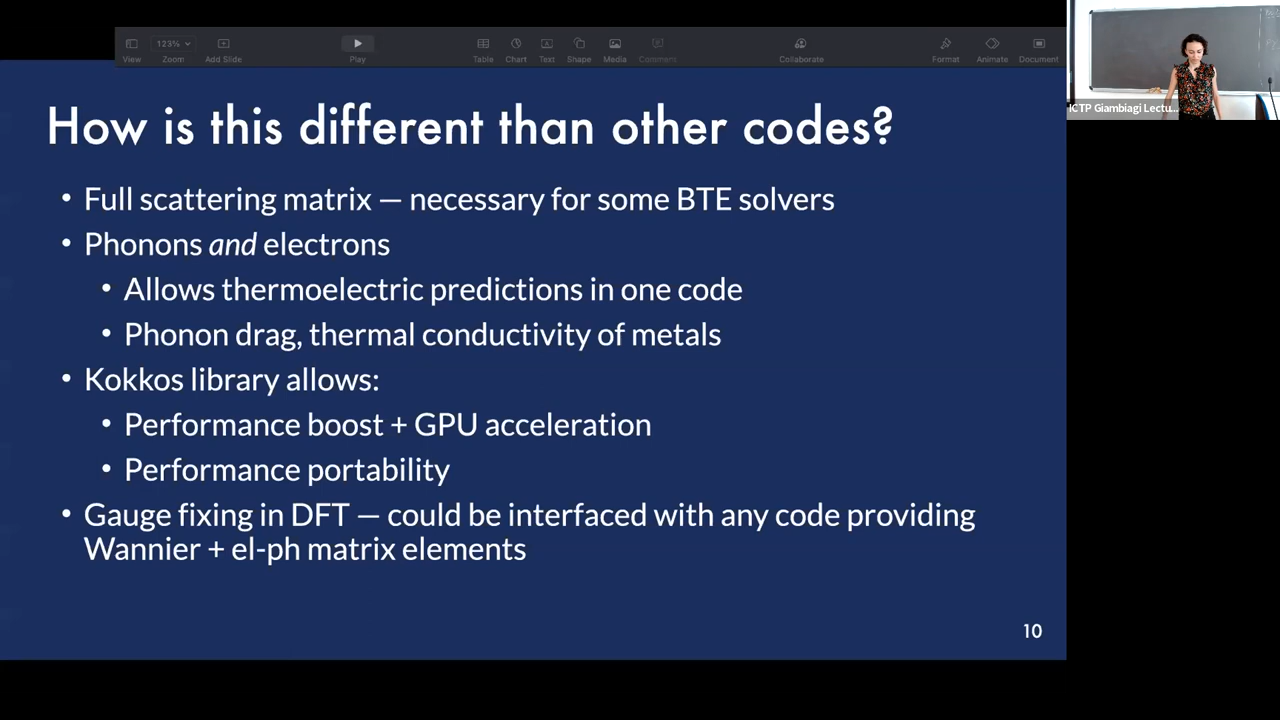 View
123%
Zoom
Add Slide
Play
Table
Chart
Text
Shape
Media
Comment
Collaborate
Format
Animate
Document
ICTP Giambiagi Lectu...
How is this different than other codes?
• Full scattering matrix — necessary for some BTE solvers
• Phonons and electrons
• Allows thermoelectric predictions in one code
• Phonon drag, thermal conductivity of metals
• Kokkos library allows:
• Performance boost + GPU acceleration
• Performance portability
• Gauge fixing in DFT — could be interfaced with any code providing
Wannier + el-ph matrix elements
10